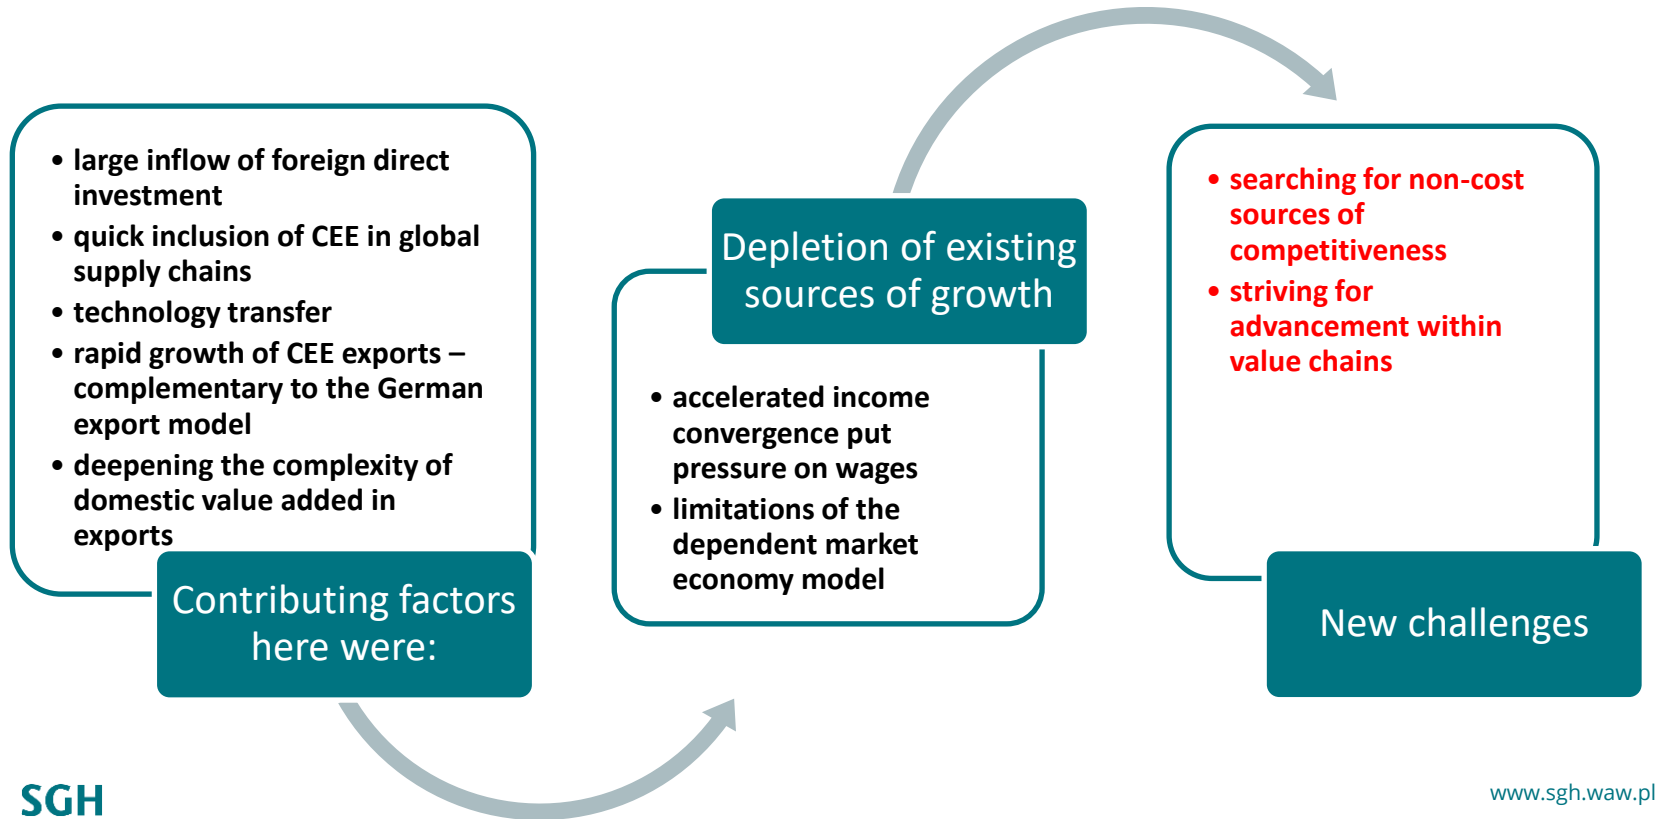 • large inflow of foreign direct
investment
• quick inclusion of CEE in global
supply chains
• technology transfer
• rapid growth of CEE exports –
complementary to the German
export model
• deepening the complexity of
domestic value added in
exports
Contributing factors
here were:
Depletion of existing
sources of growth
• accelerated income
convergence put
pressure on wages
• limitations of the
dependent market
economy model
• searching for non-cost
sources of
competitiveness
• striving for
advancement within
value chains
New challenges
SGH
www.sgh.waw.pl